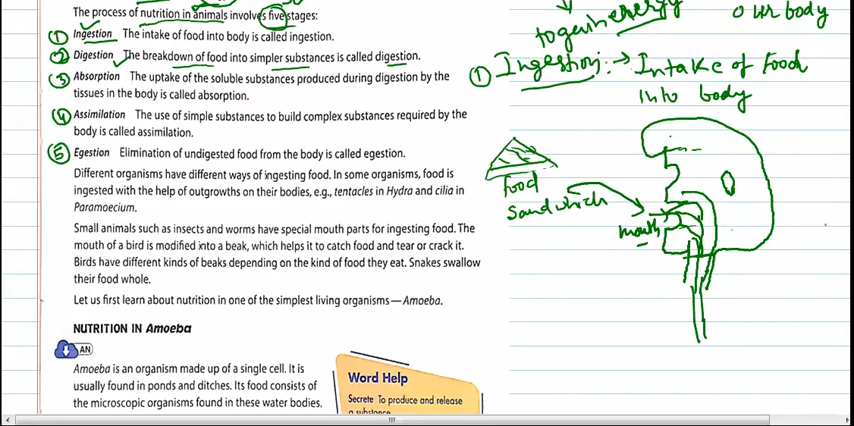 The process of nutrition in animals involves five stages:
1 Ingestion The intake of food into body is called ingestion.
2 Digestion The breakdown of food into simpler substances is called digestion.
3 Absorption The uptake of the soluble substances produced during digestion by the
tissues in the body is called absorption.
4 Assimilation The use of simple substances to build complex substances required by the
body is called assimilation.
5 Egestion Elimination of undigested food from the body is called egestion.
Different organisms have different ways of ingesting food. In some organisms, food is
ingested with the help of outgrowths on their bodies, e.g., tentacles in Hydra and cilia in
Paramoecium.
Small animals such as insects and worms have special mouth parts for ingesting food. The
mouth of a bird is modified into a beak, which helps it to catch food and tear or crack it.
Birds have different kinds of beaks depending on the kind of food they eat. Snakes swallow
their food whole.
Let us first learn about nutrition in one of the simplest living organisms—Amoeba.
NUTRITION IN Amoeba
AN
Amoeba is an organism made up of a single cell. It is
usually found in ponds and ditches. Its food consists of
the microscopic organisms found in these water bodies.
Word Help
Secrete To produce and release
a substance
to gain energy
our body
1 Ingestion :→ Intake of food
into body
food
Sandwhich
mouth